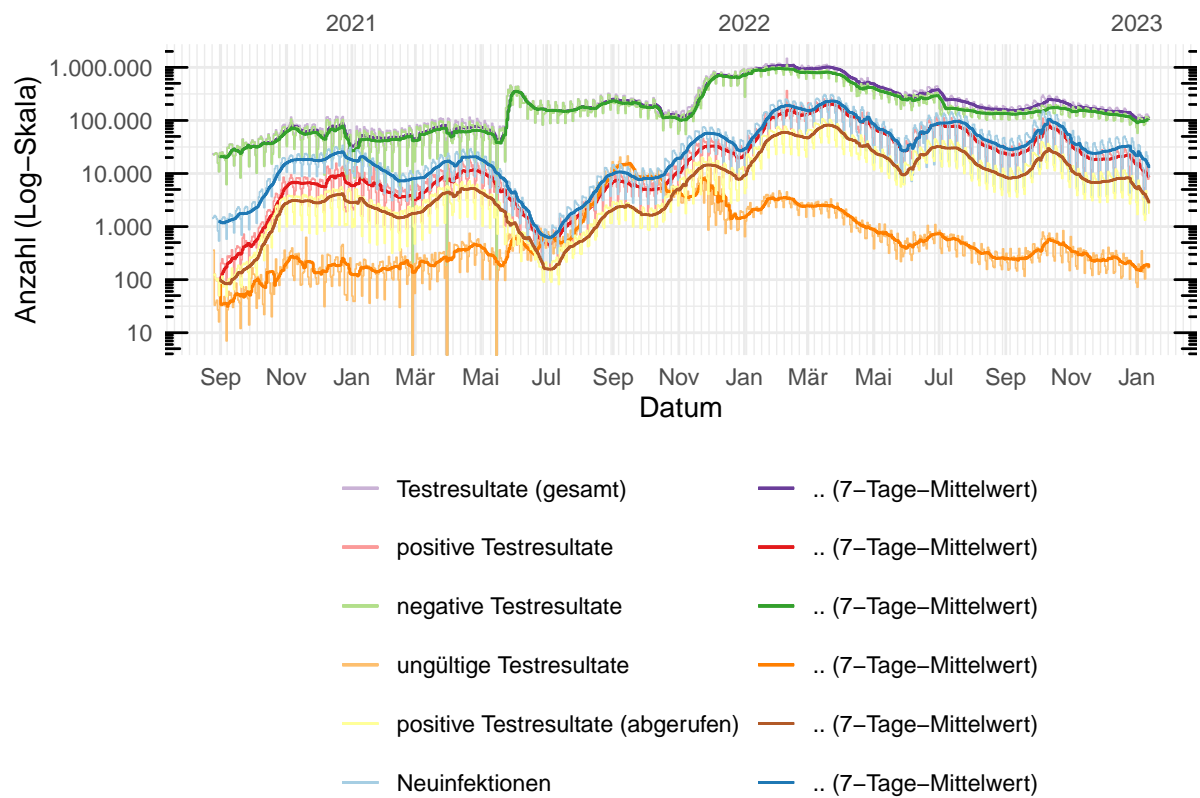 2021 2022 2023
Anzahl (Log−Skala)
1.000.000
100.000
10.000
1.000
100
10
Sep Nov Jan Mär Mai Jul Sep Nov Jan Mär Mai Jul Sep Nov Jan
Datum
Testresultate (gesamt) .. (7−Tage−Mittelwert)
positive Testresultate .. (7−Tage−Mittelwert)
negative Testresultate .. (7−Tage−Mittelwert)
ungültige Testresultate .. (7−Tage−Mittelwert)
positive Testresultate (abgerufen) .. (7−Tage−Mittelwert)
Neuinfektionen .. (7−Tage−Mittelwert)